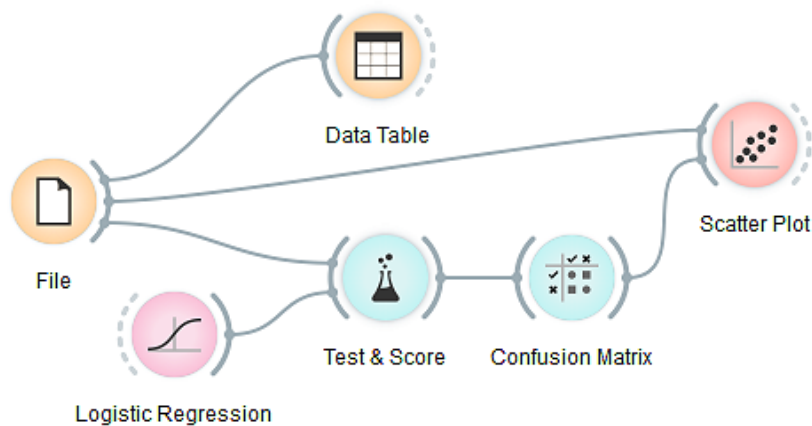 Data Table
Scatter Plot
File
Test & Score
Confusion Matrix
Logistic Regression